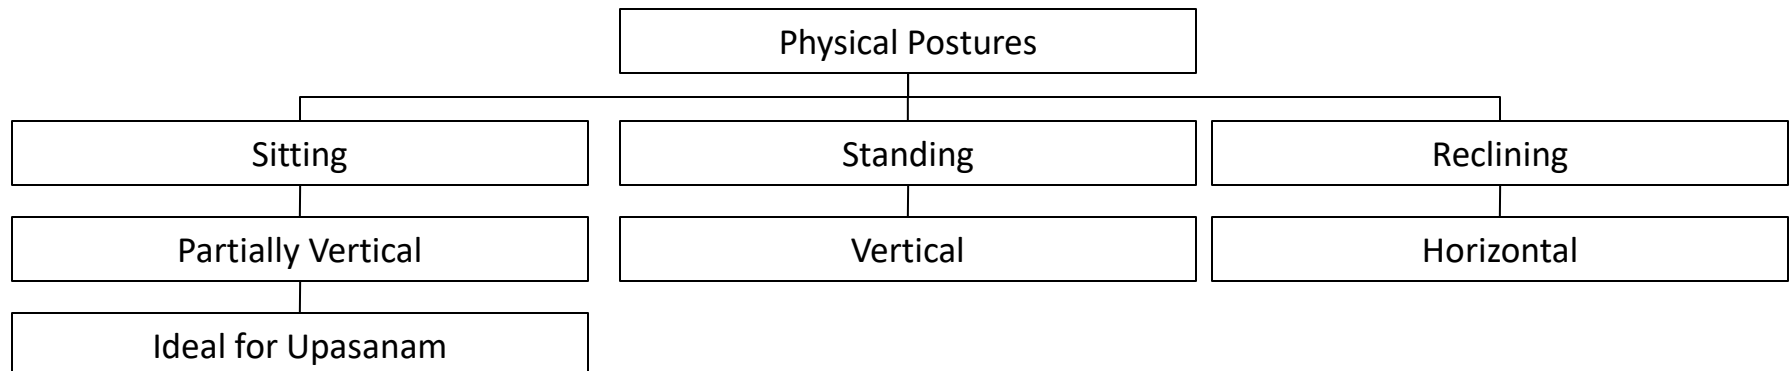 Physical Postures
Sitting
Standing
Reclining
Partially Vertical
Vertical
Horizontal
Ideal for Upasanam